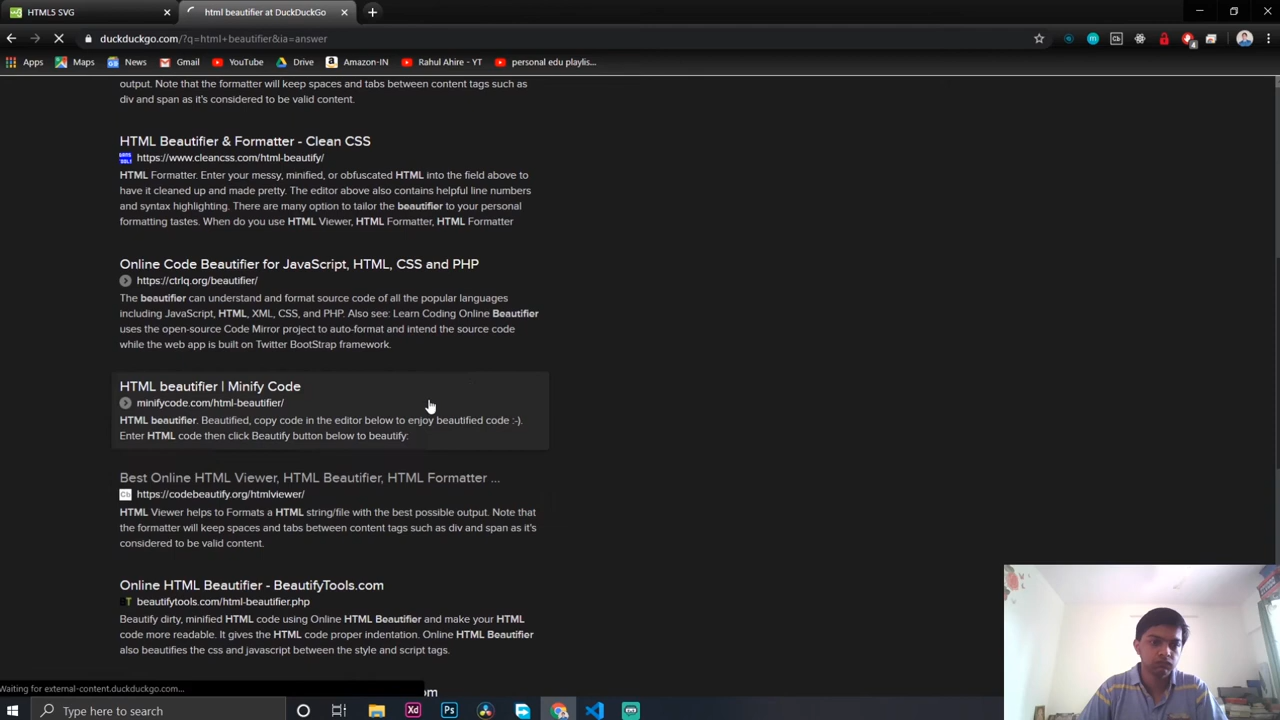 HTML5 SVG
html beautifier at DuckDuckGo
duckduckgo.com/?q=html+beautifier&ia=answer
Apps Maps News Gmail YouTube Drive Amazon-IN Rahul Ahire - YT personal edu playlis...
output. Note that the formatter will keep spaces and tabs between content tags such as
div and span as it's considered to be valid content.
HTML Beautifier & Formatter - Clean CSS
https://www.cleancss.com/html-beautify/
HTML Formatter. Enter your messy, minified, or obfuscated HTML into the field above to
have it cleaned up and made pretty. The editor above also contains helpful line numbers
and syntax highlighting. There are many option to tailor the beautifier to your personal
formatting tastes. When do you use HTML Viewer, HTML Formatter, HTML Formatter
Online Code Beautifier for JavaScript, HTML, CSS and PHP
https://ctrlq.org/beautifier/
The beautifier can understand and format source code of all the popular languages
including JavaScript, HTML, XML, CSS, and PHP. Also see: Learn Coding Online Beautifier
uses the open-source Code Mirror project to auto-format and intend the source code
while the web app is built on Twitter BootStrap framework.
HTML beautifier | Minify Code
minifycode.com/html-beautifier/
HTML beautifier. Beautified, copy code in the editor below to enjoy beautified code :-).
Enter HTML code then click Beautify button below to beautify:
Best Online HTML Viewer, HTML Beautifier, HTML Formatter ...
Cb https://codebeautify.org/htmlviewer/
HTML Viewer helps to Formats a HTML string/file with the best possible output. Note that
the formatter will keep spaces and tabs between content tags such as div and span as it's
considered to be valid content.
Online HTML Beautifier - BeautifyTools.com
BT beautifytools.com/html-beautifier.php
Beautify dirty, minified HTML code using Online HTML Beautifier and make your HTML
code more readable. It gives the HTML code proper indentation. Online HTML Beautifier
also beautifies the css and javascript between the style and script tags.
Waiting for external-content.duckduckgo.com...
om
Type here to search
Xd Ps